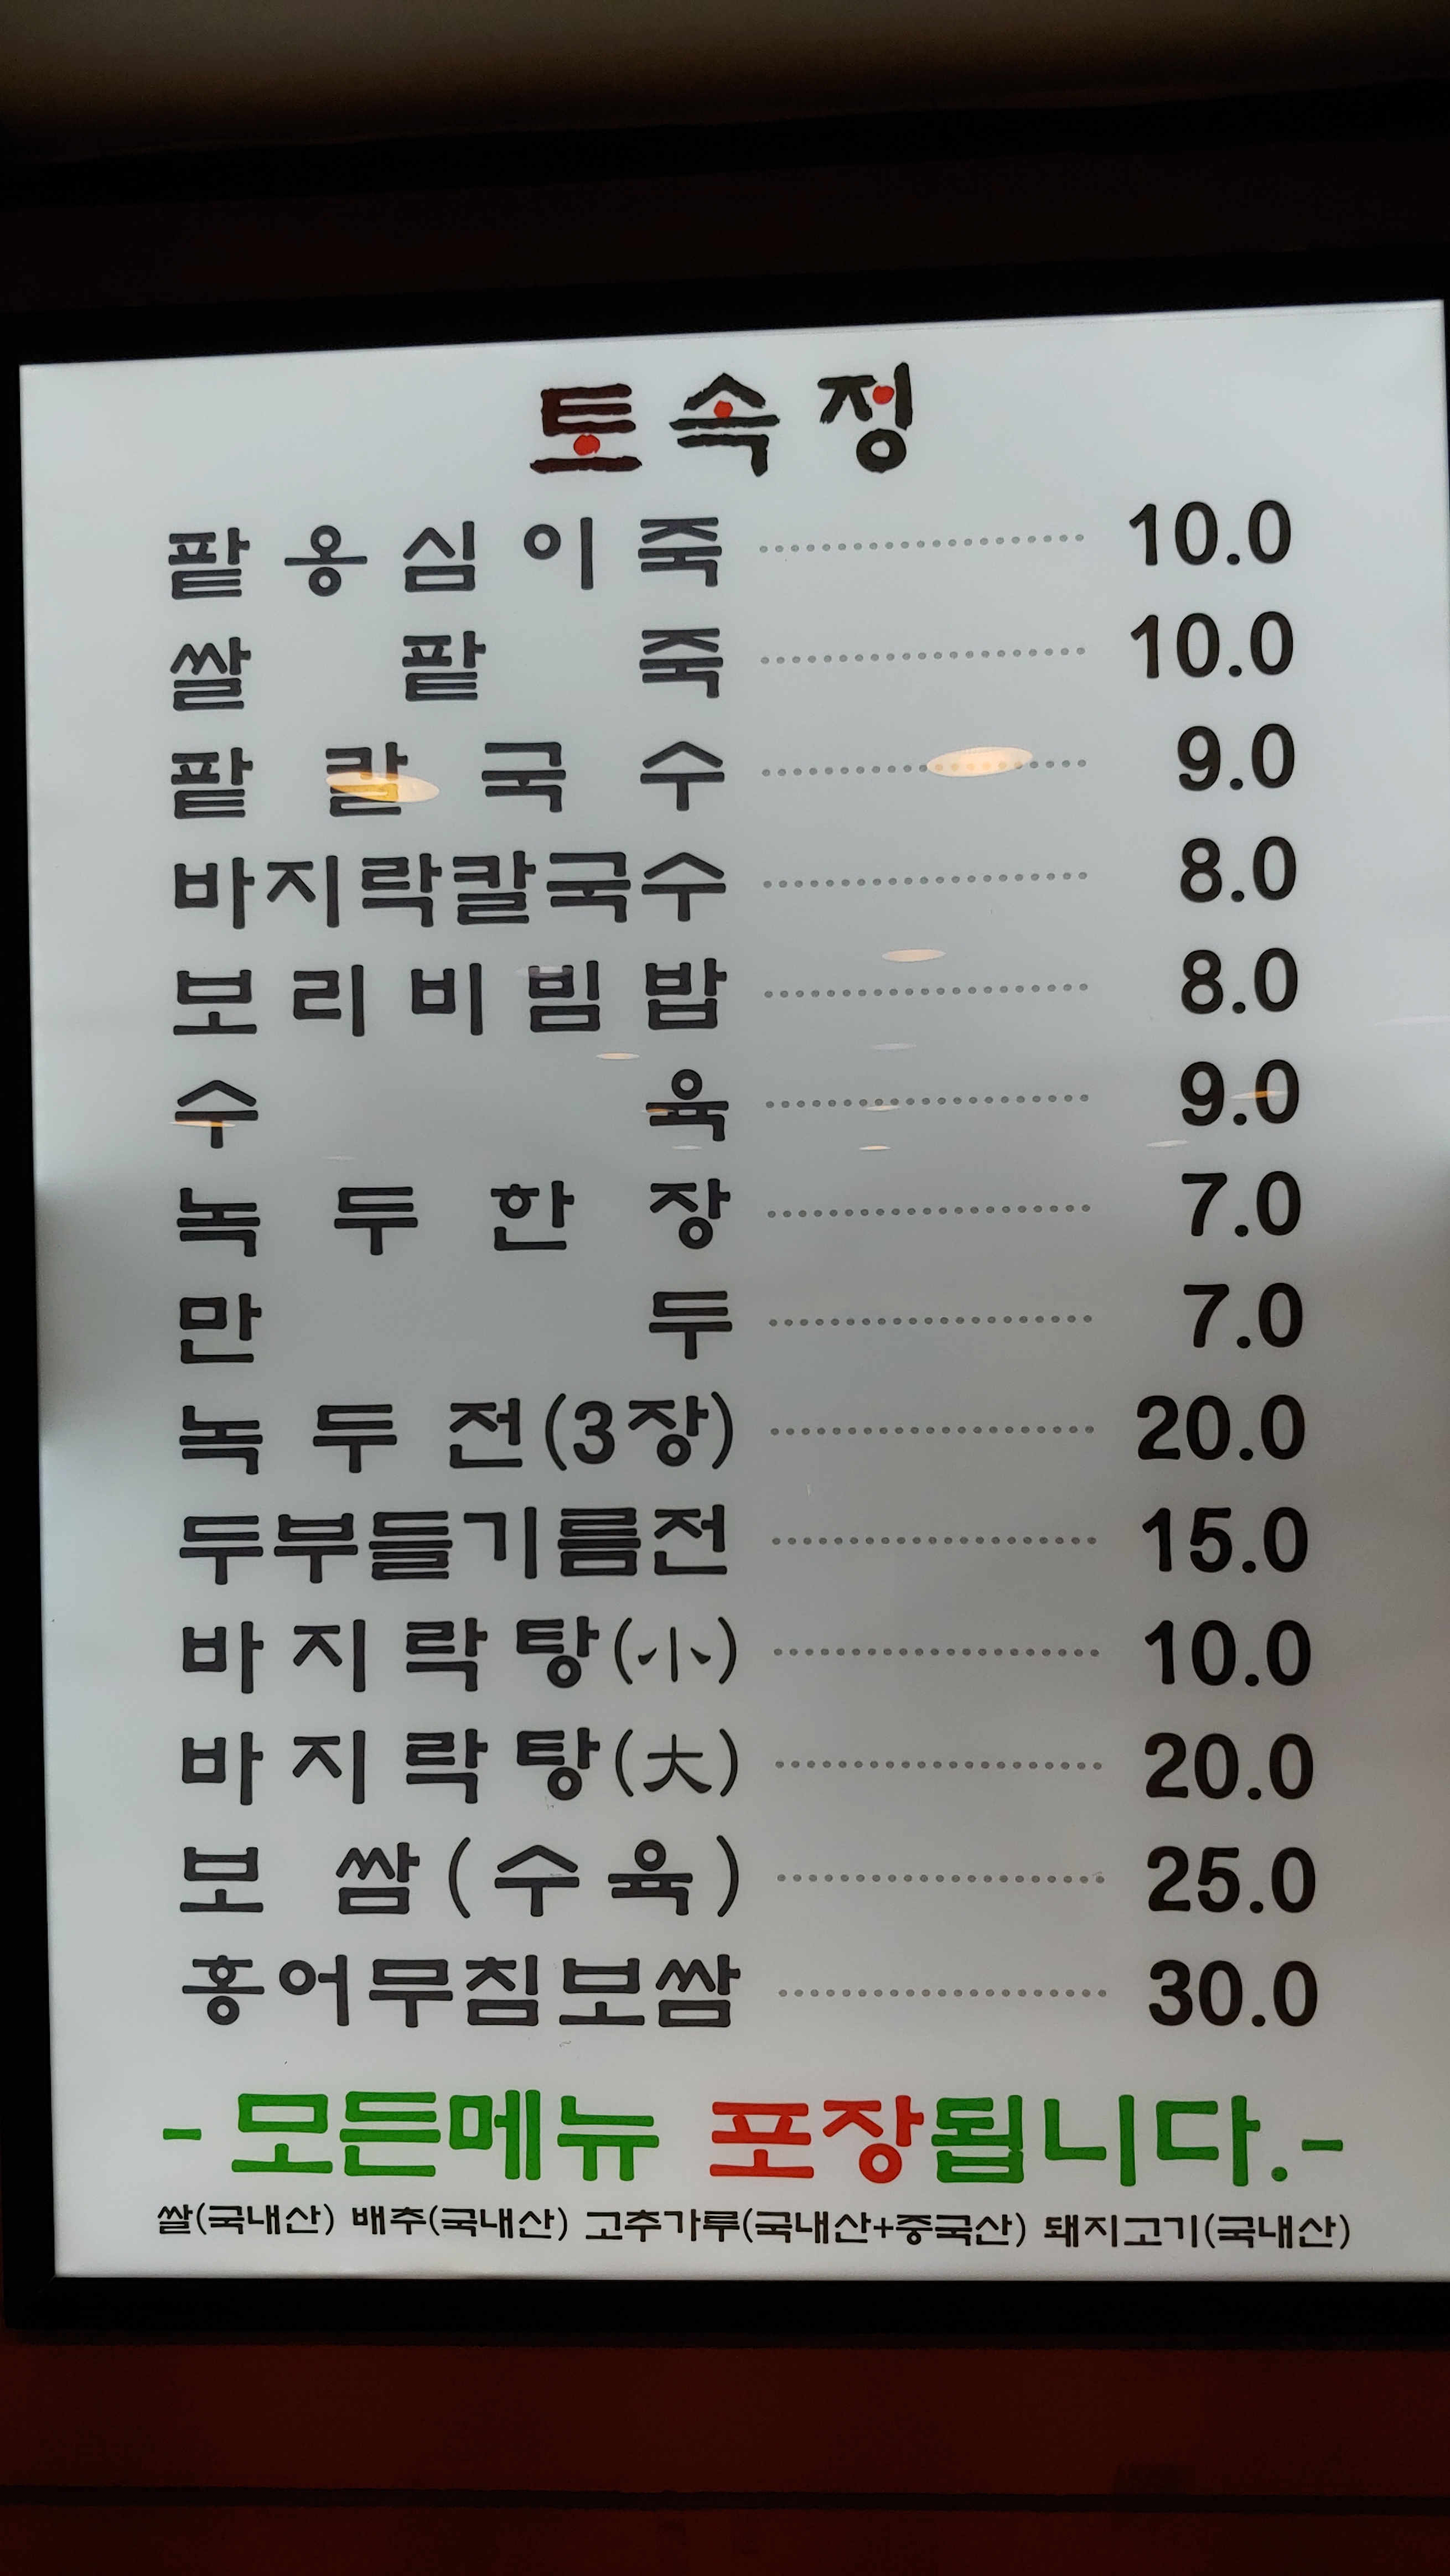 토속정
팥옹심이죽 10.0
쌀팥죽 10.0
팥칼국수 9.0
바지락칼국수 8.0
보리비빔밥 8.0
수육 9.0
녹두한장 7.0
만두 7.0
녹두전(3장) 20.0
두부들기름전 15.0
바지락탕(小) 10.0
바지락탕(大) 20.0
보쌈(수육) 25.0
홍어무침보쌈 30.0
-모든메뉴 포장됩니다.-
쌀(국내산) 배추(국내산) 고추가루(국내산+중국산) 돼지고기(국내산)